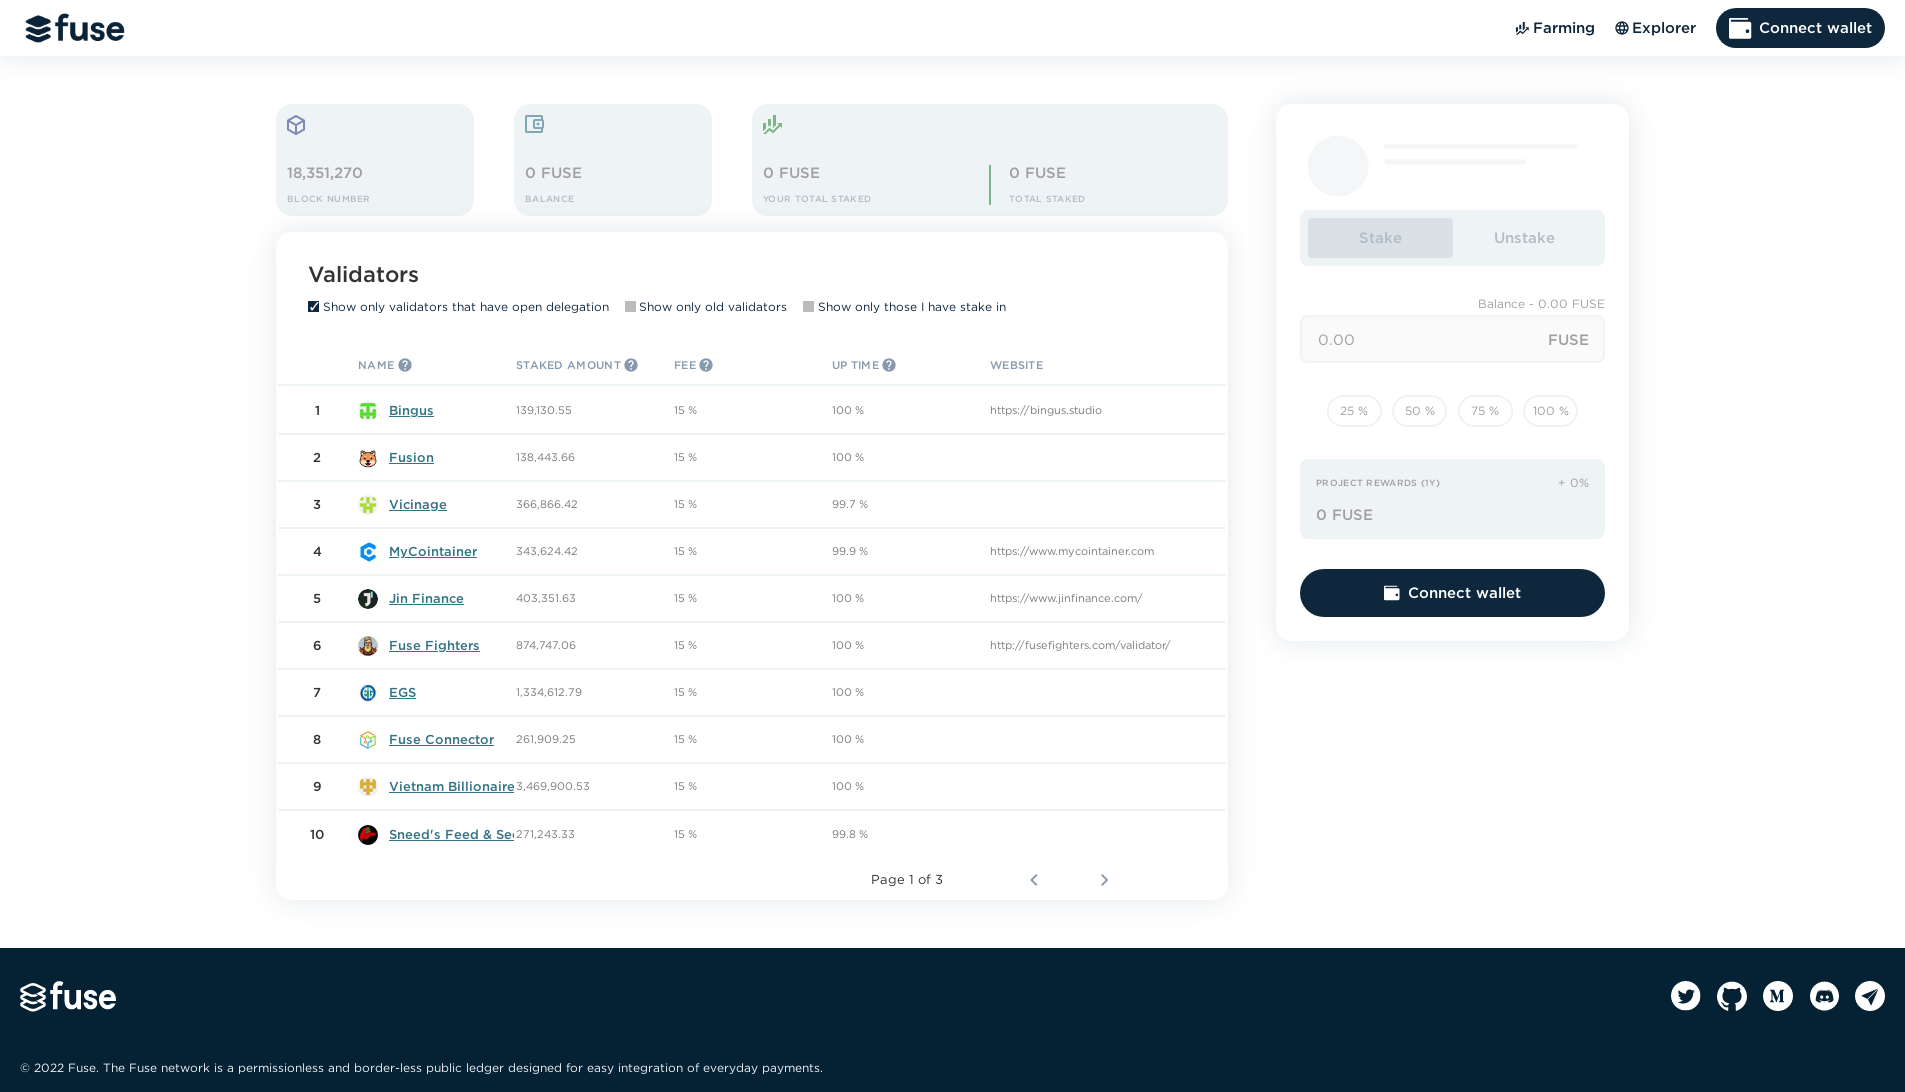 fuse
Farming
Explorer
Connect wallet
18,351,270
BLOCK NUMBER
0 FUSE
BALANCE
0 FUSE
YOUR TOTAL STAKED
0 FUSE
TOTAL STAKED
Validators
Show only validators that have open delegation
Show only old validators
Show only those I have stake in
NAME ? STAKED AMOUNT ? FEE ? UP TIME ? WEBSITE
1 Bingus 139,130.55 15 % 100 % https://bingus.studio
2 Fusion 138,443.66 15 % 100 %
3 Vicinage 366,866.42 15 % 99.7 %
4 MyCointainer 343,624.42 15 % 99.9 % https://www.mycointainer.com
5 Jin Finance 403,351.63 15 % 100 % https://www.jinfinance.com/
6 Fuse Fighters 874,747.06 15 % 100 % http://fusefighters.com/validator/
7 EGS 1,334,612.79 15 % 100 %
8 Fuse Connector 261,909.25 15 % 100 %
9 Vietnam Billionaire 3,469,900.53 15 % 100 %
10 Sneed's Feed & See 271,243.33 15 % 99.8 %
Page 1 of 3
Stake Unstake
Balance - 0.00 FUSE
0.00 FUSE
25 % 50 % 75 % 100 %
PROJECT REWARDS (1Y) + 0%
0 FUSE
Connect wallet
fuse
© 2022 Fuse. The Fuse network is a permissionless and border-less public ledger designed for easy integration of everyday payments.